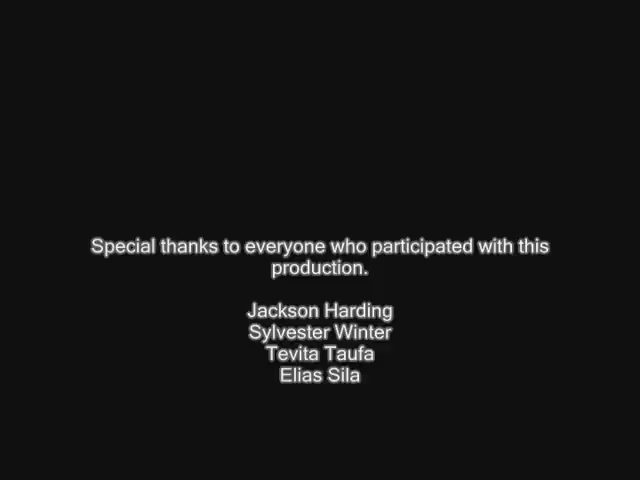 Special thanks to everyone who participated with this
production.
Jackson Harding
Sylvester Winter
Tevita Taufa
Elias Sila